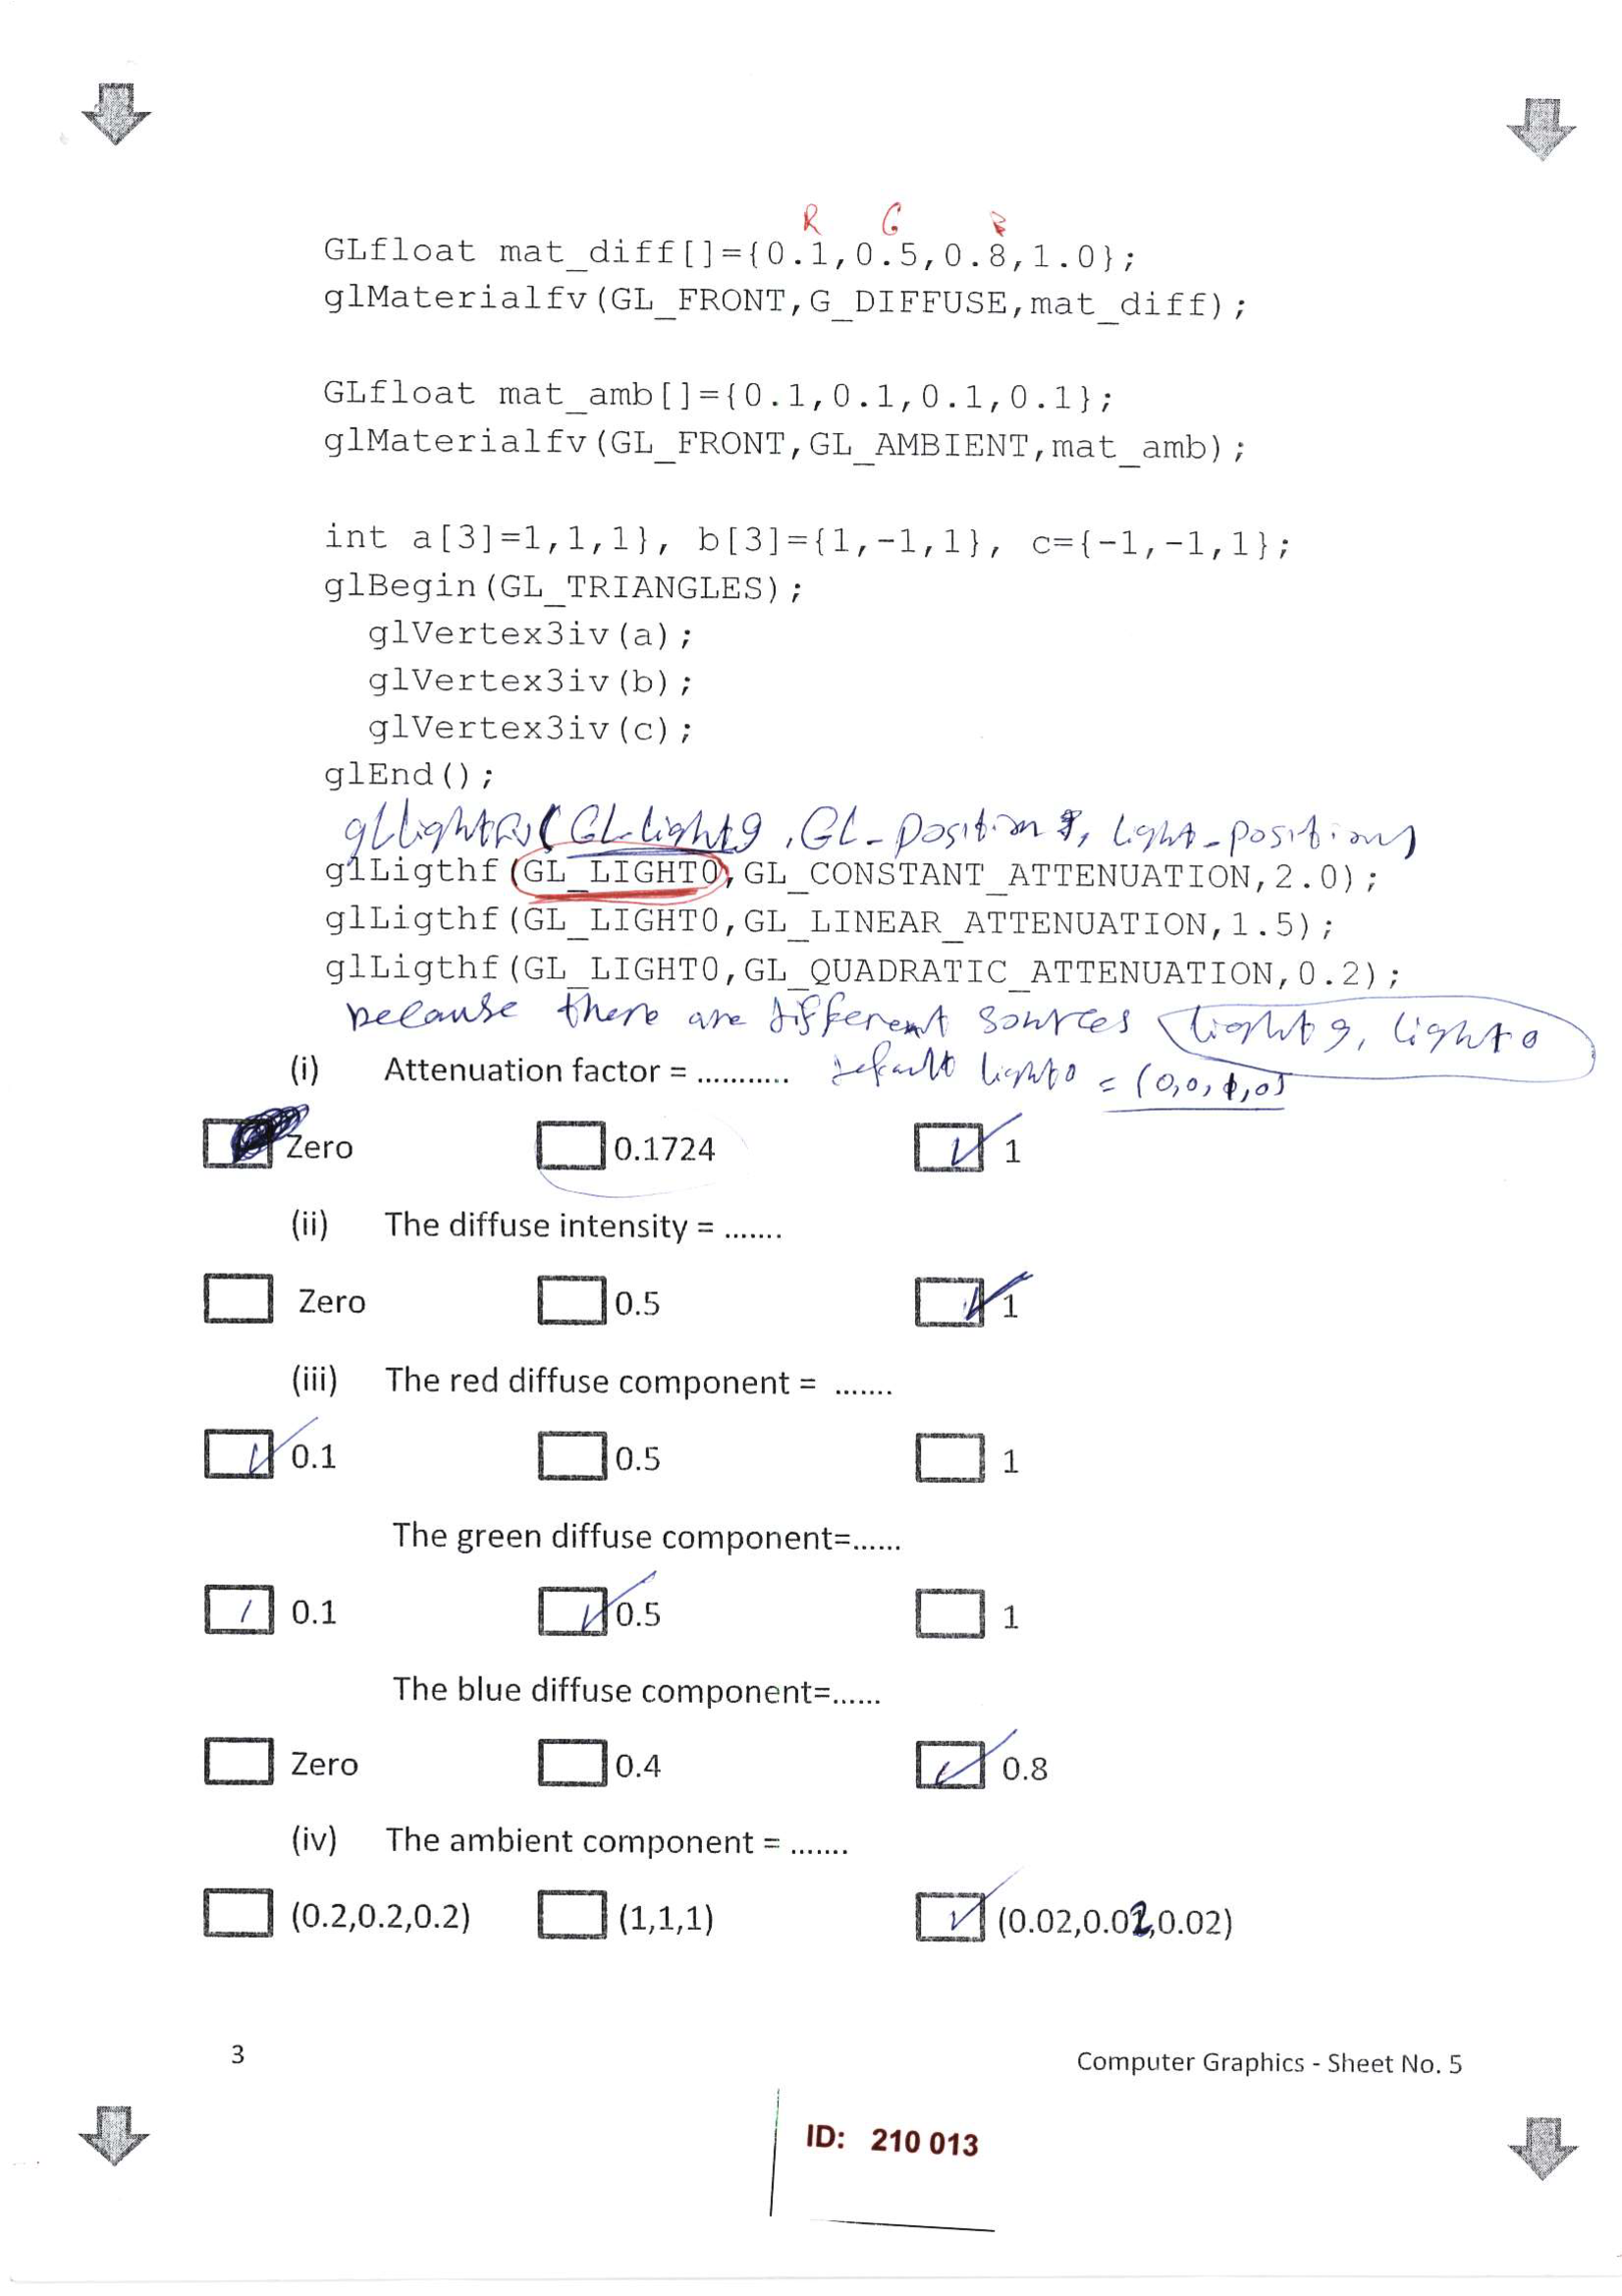 R G B
GLfloat mat_diff[]={0.1,0.5,0.8,1.0};
glMaterialfv(GL_FRONT,G_DIFFUSE,mat_diff);
GLfloat mat_amb[]={0.1,0.1,0.1,0.1};
glMaterialfv(GL_FRONT,GL_AMBIENT,mat_amb);
int a[3]=1,1,1}, b[3]={1,-1,1}, c={-1,-1,1};
glBegin(GL_TRIANGLES);
glVertex3iv(a);
glVertex3iv(b);
glVertex3iv(c);
glEnd();
GL_light9, GL_position, light_position)
glLigthf(GL_LIGHT0,GL_CONSTANT_ATTENUATION,2.0);
glLigthf(GL_LIGHT0,GL_LINEAR_ATTENUATION,1.5);
glLigthf(GL_LIGHT0,GL_QUADRATIC_ATTENUATION,0.2);
because there are different sources light 9, light 0
(i) Attenuation factor = ........... default light0 = (0,0,1,0)
Zero 0.1724 1
(ii) The diffuse intensity = .......
Zero 0.5 1
(iii) The red diffuse component = .......
0.1 0.5 1
The green diffuse component=......
0.1 0.5 1
The blue diffuse component=......
Zero 0.4 0.8
(iv) The ambient component = .......
(0.2,0.2,0.2) (1,1,1) (0.02,0.02,0.02)
3 Computer Graphics - Sheet No. 5
ID: 210 013